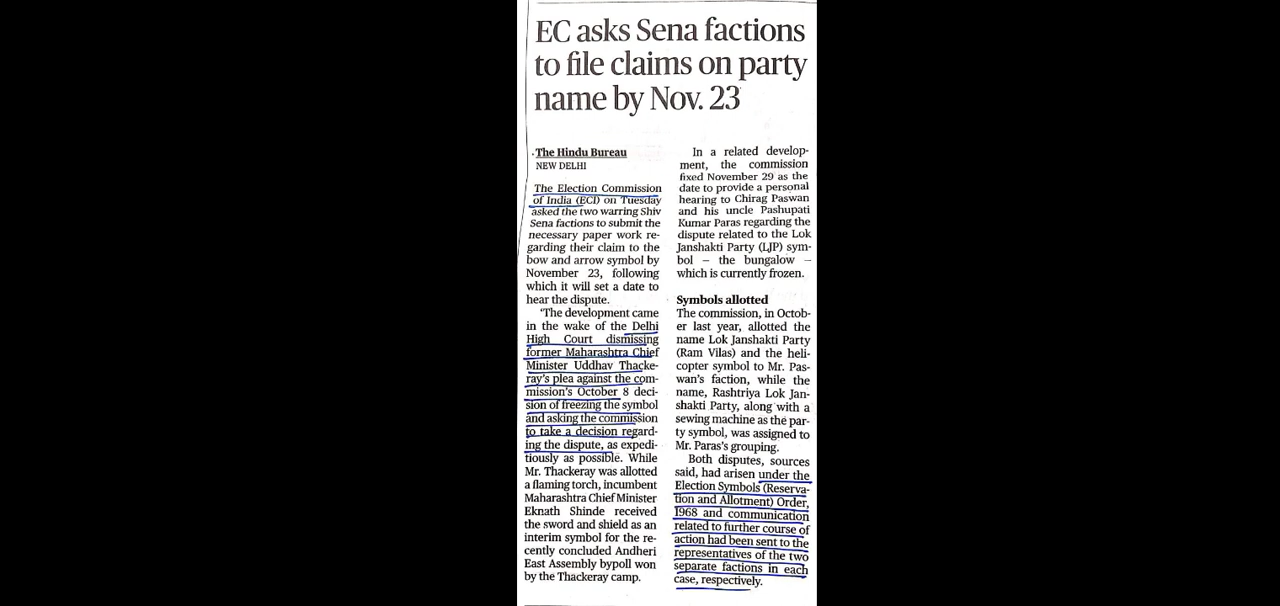 EC asks Sena factions
to file claims on party
name by Nov. 23
The Hindu Bureau
NEW DELHI
The Election Commission
of India (ECI) on Tuesday
asked the two warring Shiv
Sena factions to submit the
necessary paper work re-
garding their claim to the
bow and arrow symbol by
November 23, following
which it will set a date to
hear the dispute.
The development came
in the wake of the Delhi
High Court dismissing
former Maharashtra Chief
Minister Uddhav Thacke-
ray's plea against the com-
mission's October 8 deci-
sion of freezing the symbol
and asking the commission
to take a decision regard-
ing the dispute, as expedi-
tiously as possible. While
Mr. Thackeray was allotted
a flaming torch, incumbent
Maharashtra Chief Minister
Eknath Shinde received
the sword and shield as an
interim symbol for the re-
cently concluded Andheri
East Assembly bypoll won
by the Thackeray camp.
In a related develop-
ment, the commission
fixed November 29 as the
date to provide a personal
hearing to Chirag Paswan
and his uncle Pashupati
Kumar Paras regarding the
dispute related to the Lok
Janshakti Party (LJP) sym-
bol – the bungalow –
which is currently frozen.
Symbols allotted
The commission, in Octob-
er last year, allotted the
name Lok Janshakti Party
(Ram Vilas) and the heli-
copter symbol to Mr. Pas-
wan's faction, while the
name, Rashtriya Lok Jan-
shakti Party, along with a
sewing machine as the par-
ty symbol, was assigned to
Mr. Paras's grouping.
Both disputes, sources
said, had arisen under the
Election Symbols (Reserva-
tion and Allotment) Order,
1968 and communication
related to further course of
action had been sent to the
representatives of the two
separate factions in each
case, respectively.